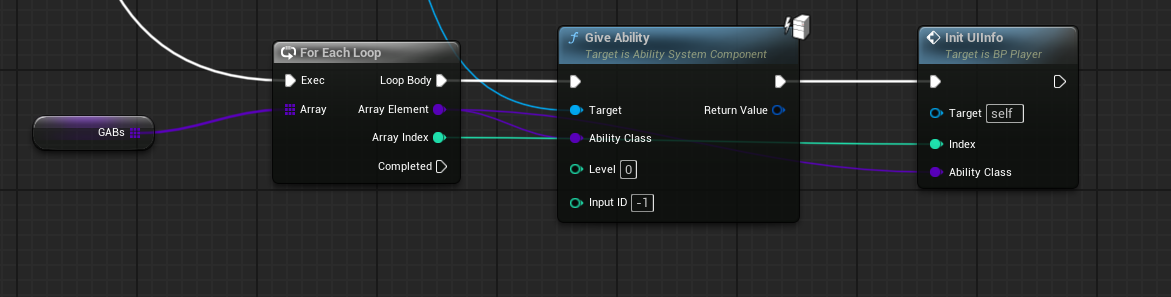 GABs
For Each Loop
Exec
Loop Body
Array
Array Element
Array Index
Completed
f Give Ability
Target is Ability System Component
Target
Return Value
Ability Class
Level 0
Input ID -1
Init UIInfo
Target is BP Player
Target self
Index
Ability Class